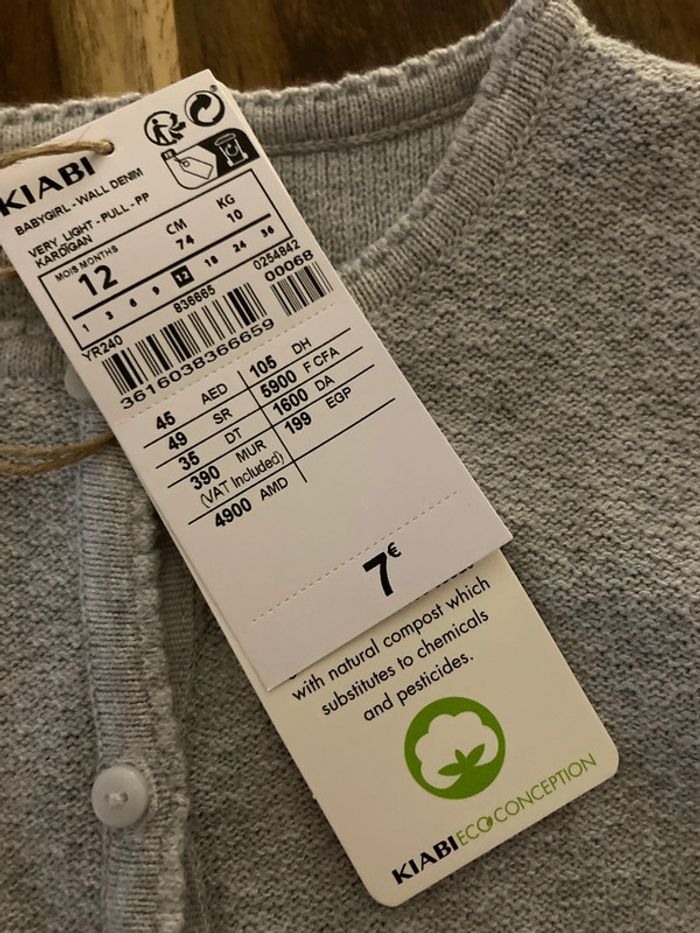 KIABI
BABYGIRL - WALL DENIM
VERY LIGHT - PULL - PP
KARDIGAN
MOIS MONTHS CM KG
12 74 10
1 3 6 9 12 18 24 36
YR240 836665 0254842
00068
3616038366659
45 AED 105 DH
49 SR 5900 F CFA
35 DT 1600 DA
390 MUR 199 EGP
(VAT Included)
4900 AMD
7€
with natural compost which
substitutes to chemicals
and pesticides.
KIABI ECOCONCEPTION